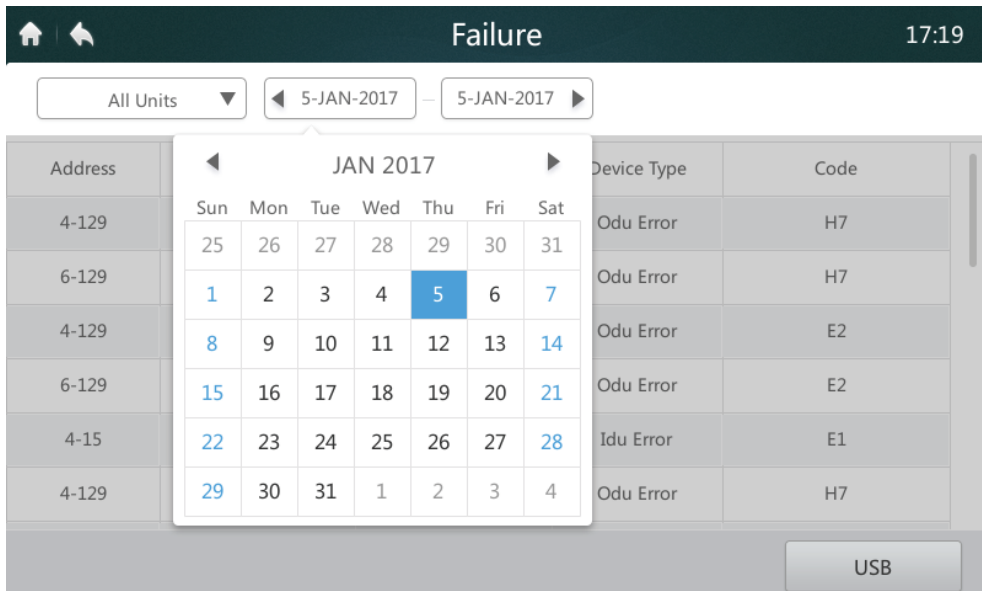 Failure 17:19
All Units 5-JAN-2017 – 5-JAN-2017
JAN 2017
Sun Mon Tue Wed Thu Fri Sat
25 26 27 28 29 30 31
1 2 3 4 5 6 7
8 9 10 11 12 13 14
15 16 17 18 19 20 21
22 23 24 25 26 27 28
29 30 31 1 2 3 4
Address Device Type Code
4-129 Odu Error H7
6-129 Odu Error H7
4-129 Odu Error E2
6-129 Odu Error E2
4-15 Idu Error E1
4-129 Odu Error H7
USB